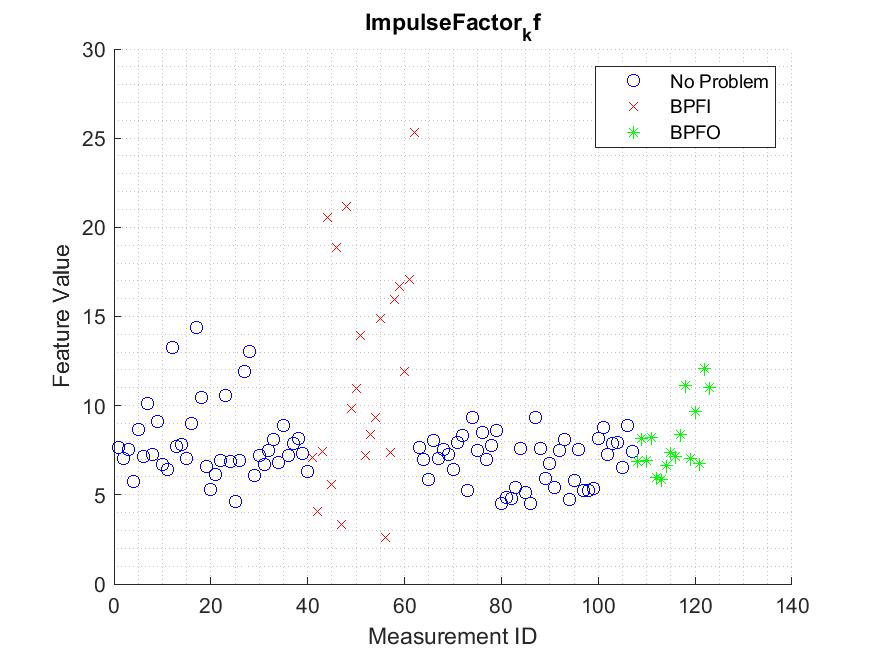 ImpulseFactor_kf
30
25
20
15
10
5
0
Feature Value
No Problem
BPFI
BPFO
0 20 40 60 80 100 120 140
Measurement ID